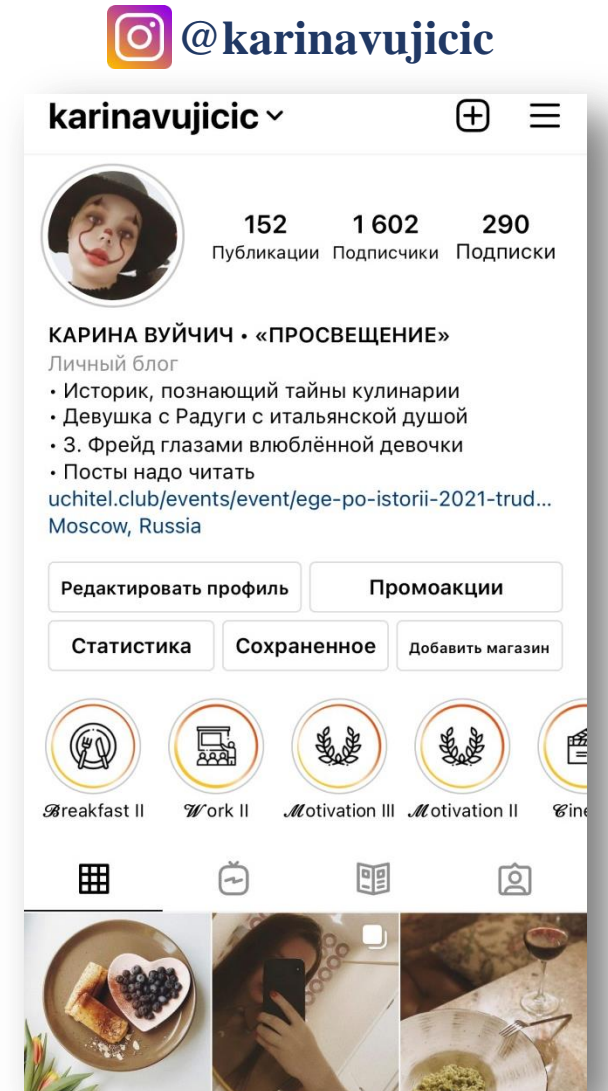 @karinavujicic
karinavujicic
152 1 602 290
Публикации Подписчики Подписки
КАРИНА ВУЙЧИЧ • «ПРОСВЕЩЕНИЕ»
Личный блог
• Историк, познающий тайны кулинарии
• Девушка с Радуги с итальянской душой
• З. Фрейд глазами влюблённой девочки
• Посты надо читать
uchitel.club/events/event/ege-po-istorii-2021-trud...
Moscow, Russia
Редактировать профиль Промоакции
Статистика Сохраненное Добавить магазин
ℬreakfast II 𝒲ork II ℳotivation III ℳotivation II 𝒞ine